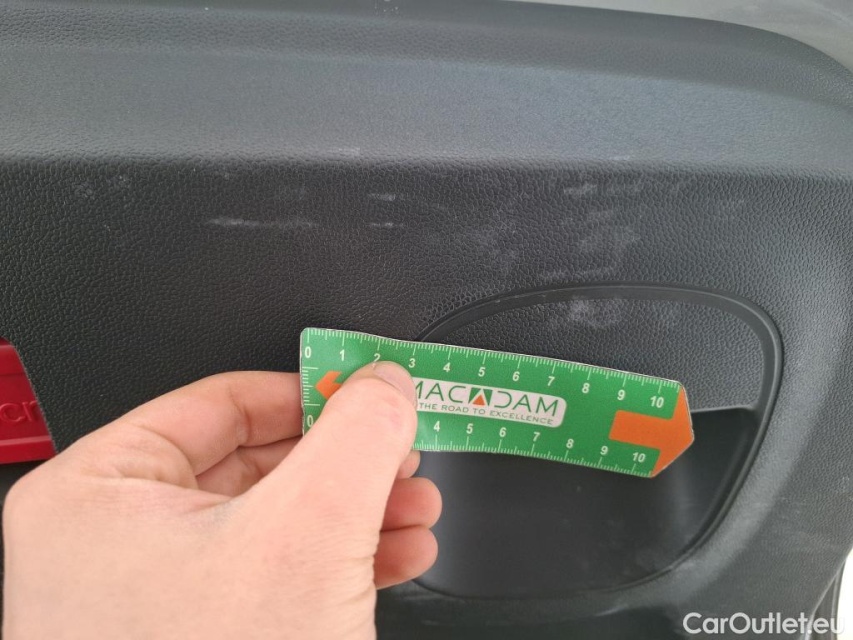 0 1 2 3 4 5 6 7 8 9 10
MACADAM
THE ROAD TO EXCELLENCE
0 4 5 6 7 8 9 10
CarOutlet.eu